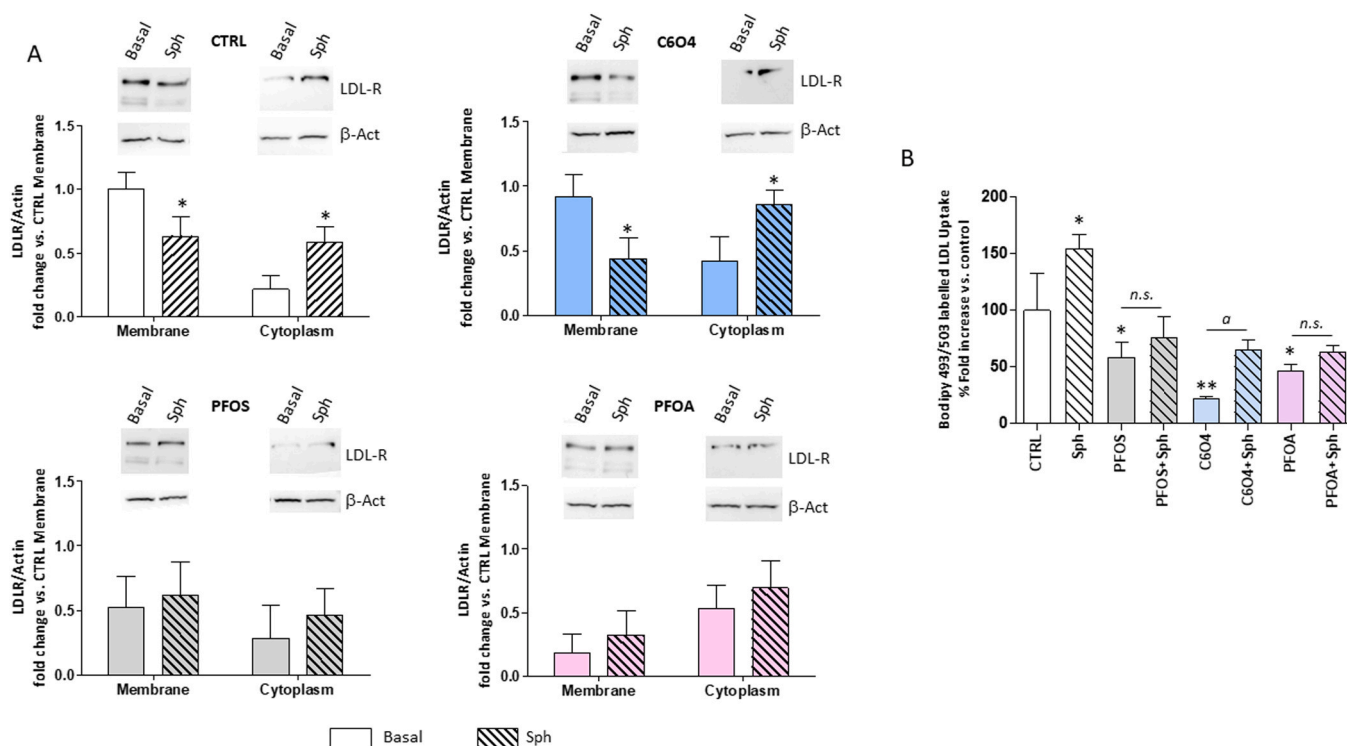 A
CTRL
Basal
Sph
Basal
Sph
LDL-R
β-Act
LDLR/Actin
fold change vs. CTRL Membrane
1.5
1.0
0.5
0.0
*
*
Membrane
Cytoplasm
C6O4
Basal
Sph
Basal
Sph
LDL-R
β-Act
LDLR/Actin
fold change vs. CTRL Membrane
1.5
1.0
0.5
0.0
*
*
Membrane
Cytoplasm
PFOS
Basal
Sph
Basal
Sph
LDL-R
β-Act
LDLR/Actin
fold change vs. CTRL Membrane
1.5
1.0
0.5
0.0
Membrane
Cytoplasm
PFOA
Basal
Sph
Basal
Sph
LDL-R
β-Act
LDLR/Actin
fold change vs. CTRL Membrane
1.5
1.0
0.5
0.0
Membrane
Cytoplasm
Basal
Sph
B
Bodipy 493/503 labelled LDL Uptake
% Fold increase vs. control
200
150
100
50
0
*
*
n.s.
**
a
*
n.s.
CTRL
Sph
PFOS
PFOS+Sph
C6O4
C6O4+Sph
PFOA
PFOA+Sph